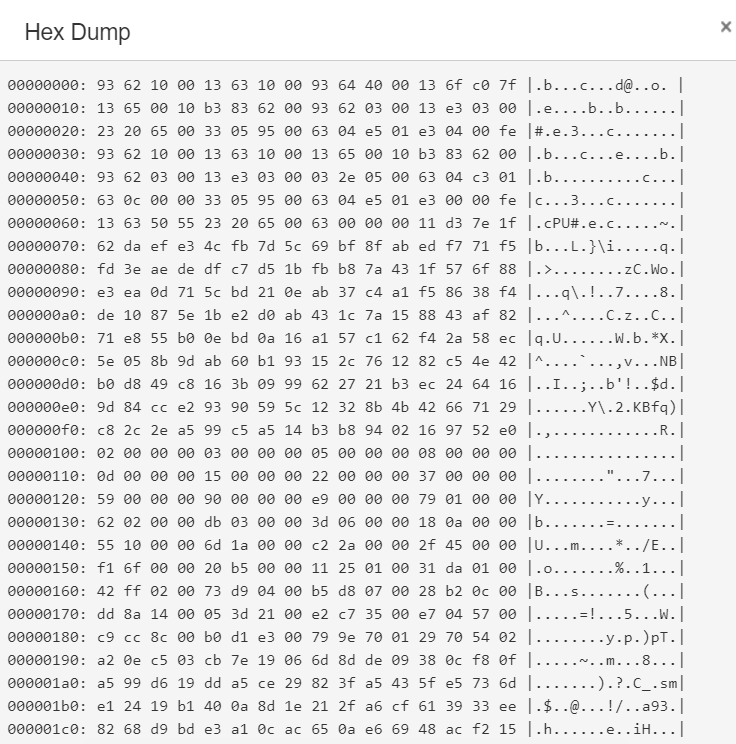 Hex Dump
×
00000000: 93 62 10 00 13 63 10 00 93 64 40 00 13 6f c0 7f |.b...c...d@..o. |
00000010: 13 65 00 10 b3 83 62 00 93 62 03 00 13 e3 03 00 |.e....b..b......|
00000020: 23 20 65 00 33 05 95 00 63 04 e5 01 e3 04 00 fe |#.e.3...c.......|
00000030: 93 62 10 00 13 63 10 00 13 65 00 10 b3 83 62 00 |.b...c...e....b.|
00000040: 93 62 03 00 13 e3 03 00 03 2e 05 00 63 04 c3 01 |.b..........c...|
00000050: 63 0c 00 00 33 05 95 00 63 04 e5 01 e3 00 00 fe |c...3...c.......|
00000060: 13 63 50 55 23 20 65 00 63 00 00 00 11 d3 7e 1f |.cPU#.e.c.....~.|
00000070: 62 da ef e3 4c fb 7d 5c 69 bf 8f ab ed f7 71 f5 |b...L.}\i.....q.|
00000080: fd 3e ae de df c7 d5 1b fb b8 7a 43 1f 57 6f 88 |.>........zC.Wo.|
00000090: e3 ea 0d 71 5c bd 21 0e ab 37 c4 a1 f5 86 38 f4 |...q\.!..7....8.|
000000a0: de 10 87 5e 1b e2 d0 ab 43 1c 7a 15 88 43 af 82 |...^....C.z..C..|
000000b0: 71 e8 55 b0 0e bd 0a 16 a1 57 c1 62 f4 2a 58 ec |q.U......W.b.*X.|
000000c0: 5e 05 8b 9d ab 60 b1 93 15 2c 76 12 82 c5 4e 42 |^....`...,v...NB|
000000d0: b0 d8 49 c8 16 3b 09 99 62 27 21 b3 ec 24 64 16 |..I..;..b'!..$d.|
000000e0: 9d 84 cc e2 93 90 59 5c 12 32 8b 4b 42 66 71 29 |......Y\.2.KBfq)|
000000f0: c8 2c 2e a5 99 c5 a5 14 b3 b8 94 02 16 97 52 e0 |.,............R.|
00000100: 02 00 00 00 03 00 00 00 05 00 00 00 08 00 00 00 |................|
00000110: 0d 00 00 00 15 00 00 00 22 00 00 00 37 00 00 00 |........"...7...|
00000120: 59 00 00 00 90 00 00 00 e9 00 00 00 79 01 00 00 |Y...........y...|
00000130: 62 02 00 00 db 03 00 00 3d 06 00 00 18 0a 00 00 |b.......=.......|
00000140: 55 10 00 00 6d 1a 00 00 c2 2a 00 00 2f 45 00 00 |U...m....*../E..|
00000150: f1 6f 00 00 20 b5 00 00 11 25 01 00 31 da 01 00 |.o.......%..1...|
00000160: 42 ff 02 00 73 d9 04 00 b5 d8 07 00 28 b2 0c 00 |B...s.......(...|
00000170: dd 8a 14 00 05 3d 21 00 e2 c7 35 00 e7 04 57 00 |.....=!...5...W.|
00000180: c9 cc 8c 00 b0 d1 e3 00 79 9e 70 01 29 70 54 02 |........y.p.)pT.|
00000190: a2 0e c5 03 cb 7e 19 06 6d 8d de 09 38 0c f8 0f |.....~..m...8...|
000001a0: a5 99 d6 19 dd a5 ce 29 82 3f a5 43 5f e5 73 6d |.......).?.C_.sm|
000001b0: e1 24 19 b1 40 0a 8d 1e 21 2f a6 cf 61 39 33 ee |.$..@...!/..a93.|
000001c0: 82 68 d9 bd e3 a1 0c ac 65 0a e6 69 48 ac f2 15 |.h......e..iH...|